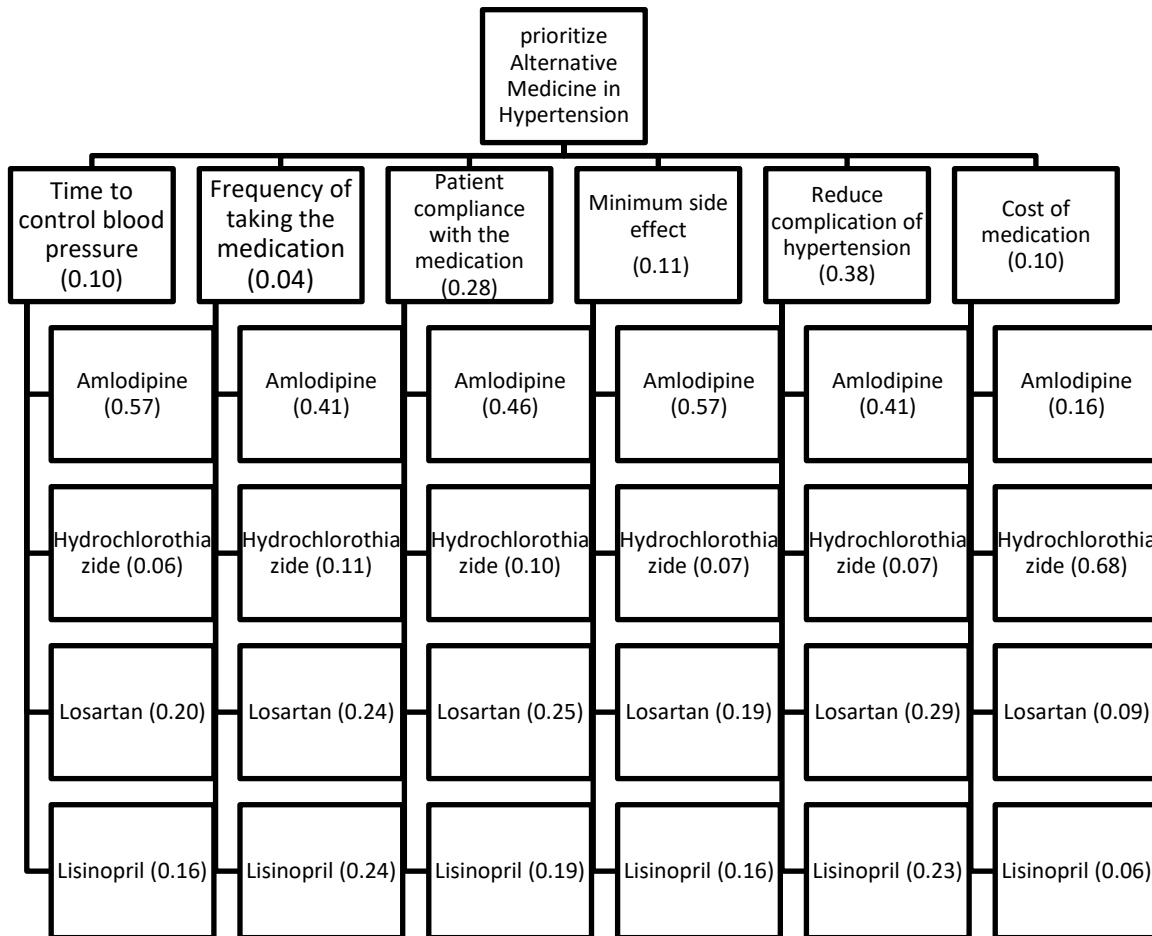 prioritize
Alternative
Medicine in
Hypertension
Time to
control blood
pressure
(0.10)
Frequency of
taking the
medication
(0.04)
Patient
compliance
with the
medication
(0.28)
Minimum side
effect
(0.11)
Reduce
complication of
hypertension
(0.38)
Cost of
medication
(0.10)
Amlodipine
(0.57)
Amlodipine
(0.41)
Amlodipine
(0.46)
Amlodipine
(0.57)
Amlodipine
(0.41)
Amlodipine
(0.16)
Hydrochlorothia
zide (0.06)
Hydrochlorothia
zide (0.11)
Hydrochlorothia
zide (0.10)
Hydrochlorothia
zide (0.07)
Hydrochlorothia
zide (0.07)
Hydrochlorothia
zide (0.68)
Losartan (0.20)
Losartan (0.24)
Losartan (0.25)
Losartan (0.19)
Losartan (0.29)
Losartan (0.09)
Lisinopril (0.16)
Lisinopril (0.24)
Lisinopril (0.19)
Lisinopril (0.16)
Lisinopril (0.23)
Lisinopril (0.06)